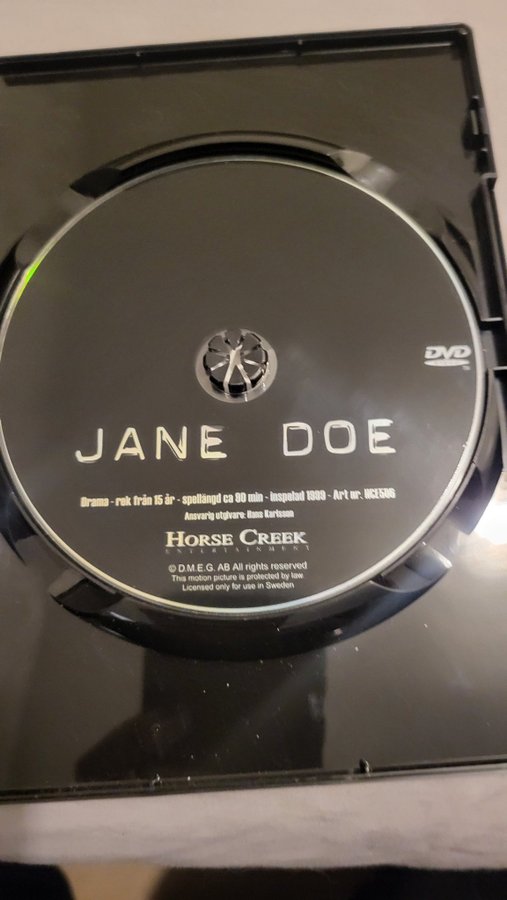 DVD
JANE DOE
Drama - rek från 15 år - spellängd ca 90 min - Inspelad 1999 - Art nr. HCE506
Ansvarig utgivare: Hans Karlsson
HORSE CREEK
ENTERTAINMENT
© D.M.E.G. AB All rights reserved
This motion picture is protected by law.
Licensed only for use in Sweden